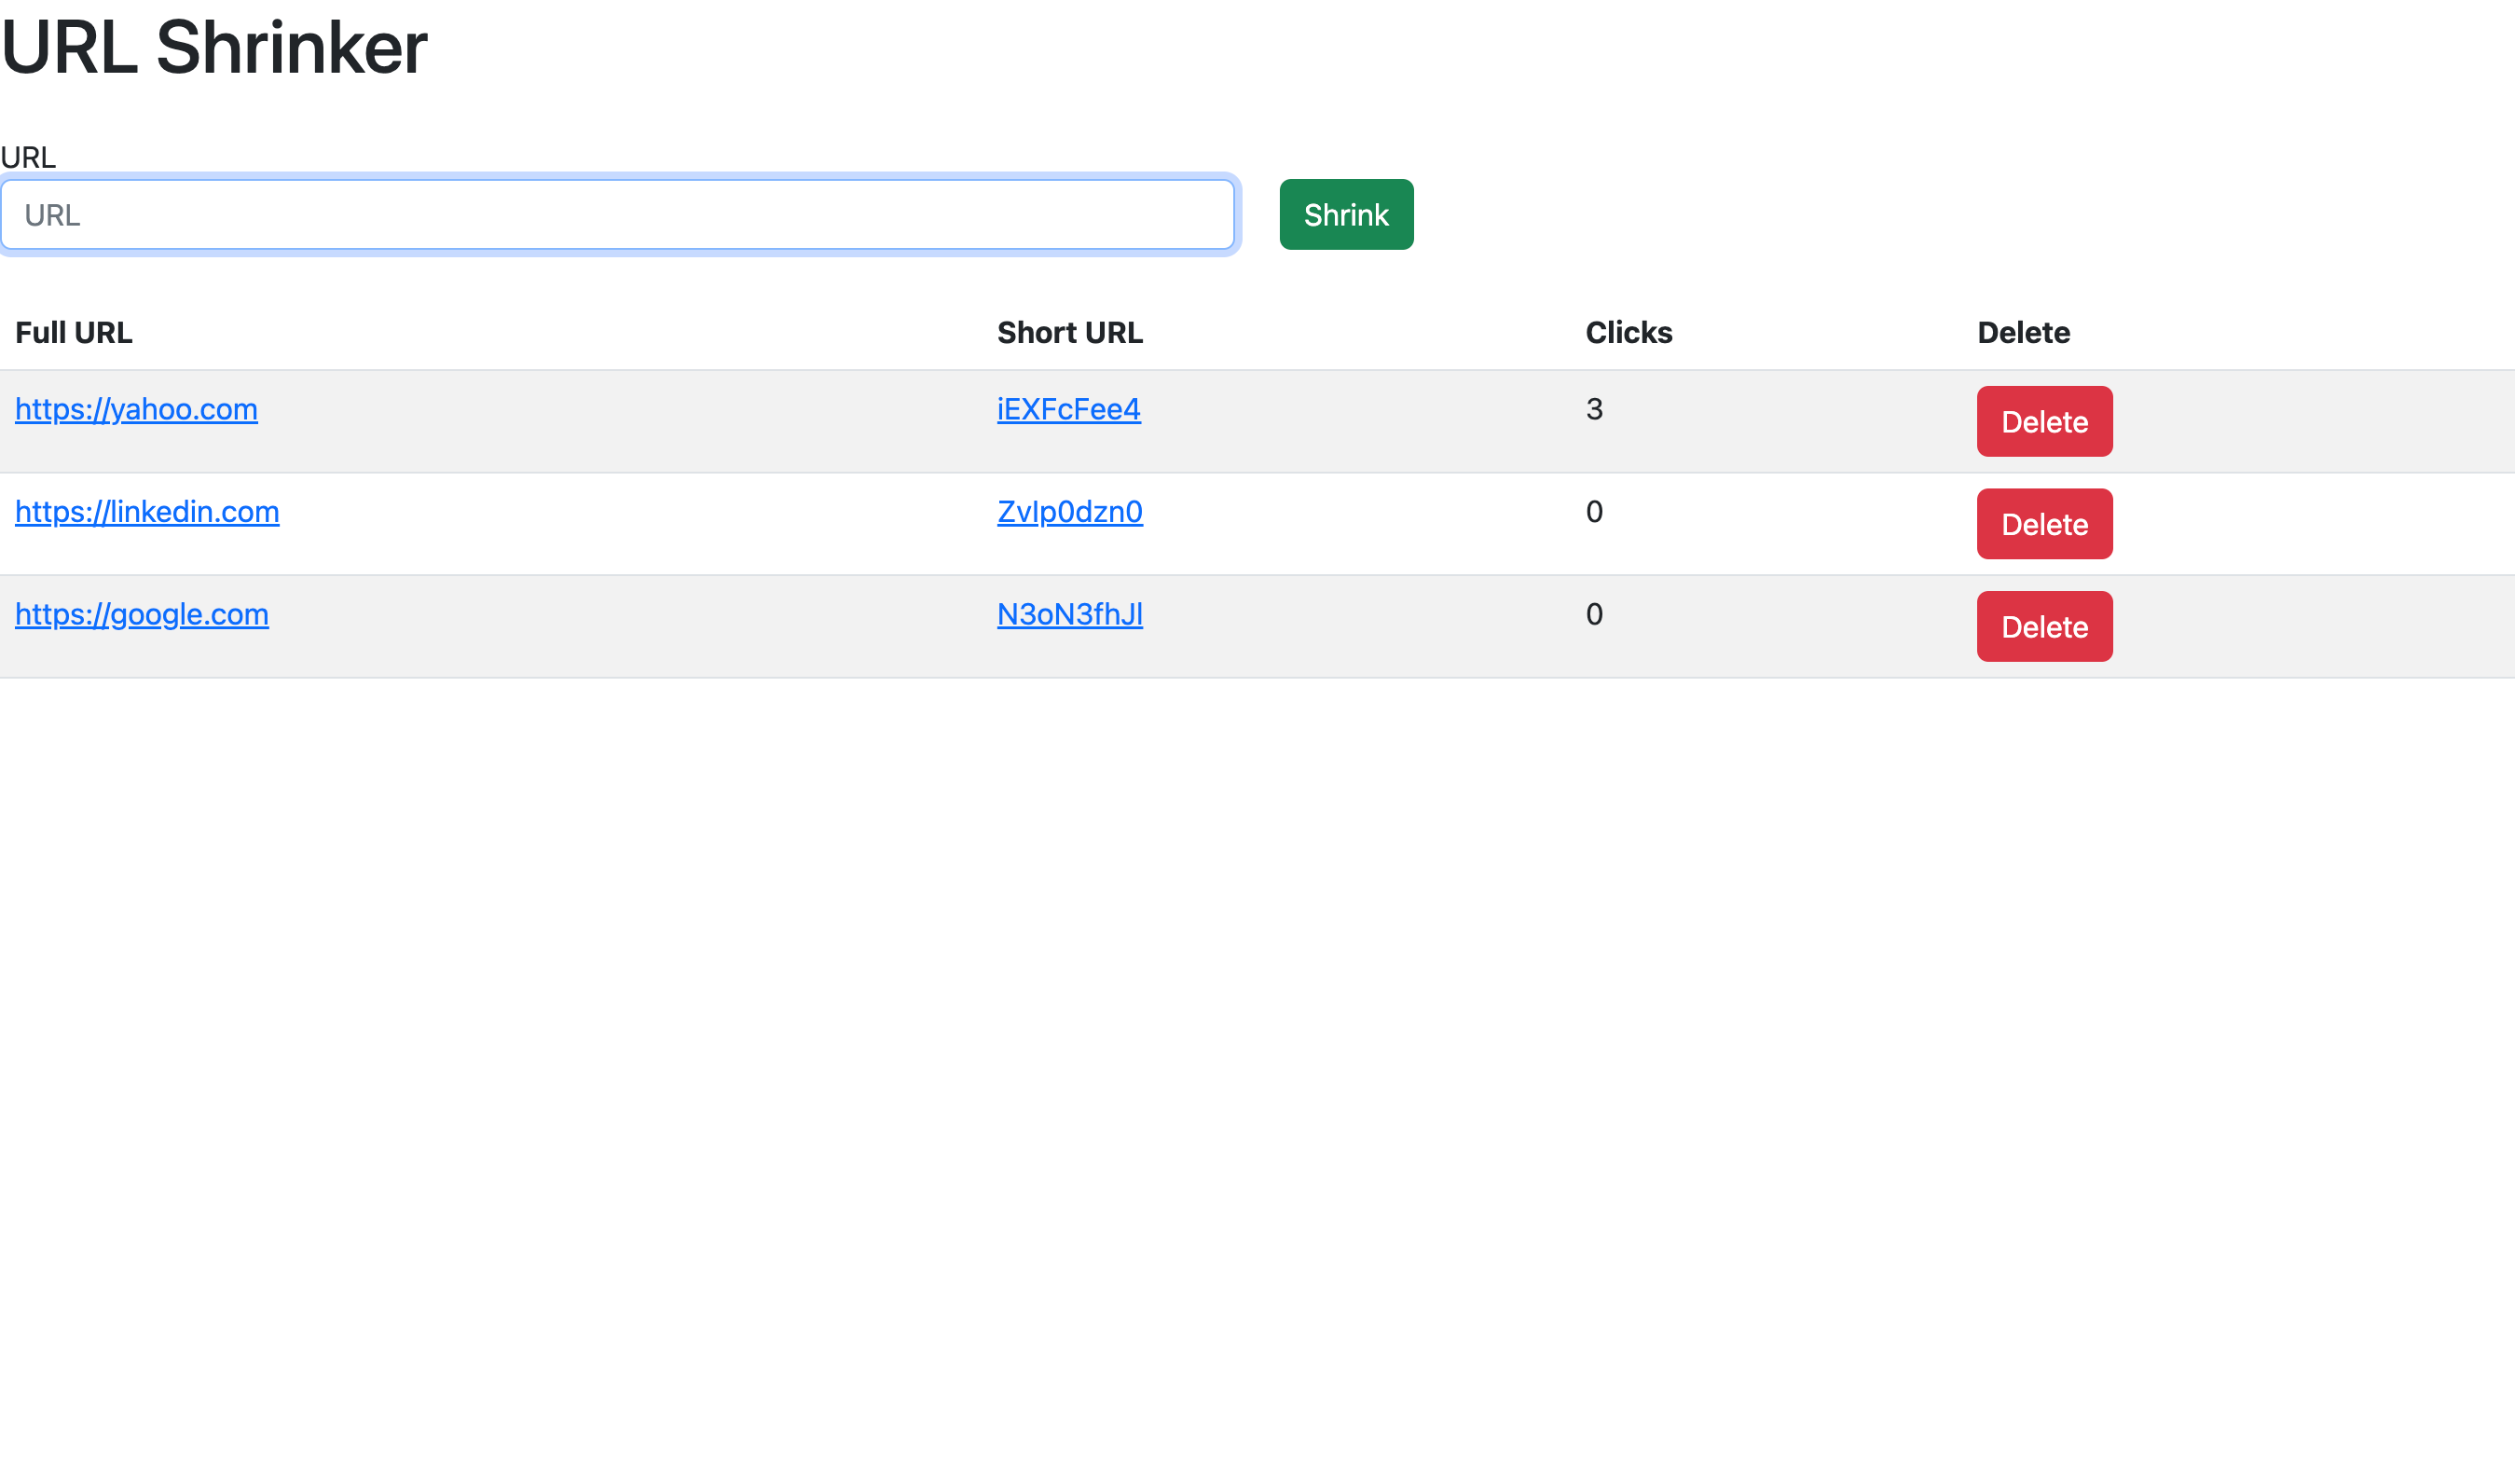 URL Shrinker
URL
URL Shrink
Full URL Short URL Clicks Delete
https://yahoo.com iEXFcFee4 3 Delete
https://linkedin.com Zvlp0dzn0 0 Delete
https://google.com N3oN3fhJl 0 Delete